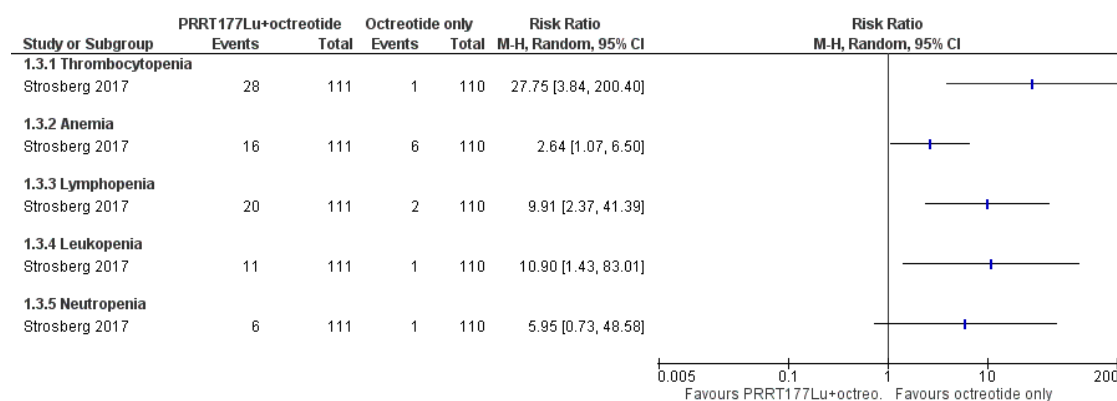 PRRT177Lu+octreotide Octreotide only Risk Ratio Risk Ratio
Study or Subgroup Events Total Events Total M-H, Random, 95% CI M-H, Random, 95% CI
1.3.1 Thrombocytopenia
Strosberg 2017 28 111 1 110 27.75 [3.84, 200.40]
1.3.2 Anemia
Strosberg 2017 16 111 6 110 2.64 [1.07, 6.50]
1.3.3 Lymphopenia
Strosberg 2017 20 111 2 110 9.91 [2.37, 41.39]
1.3.4 Leukopenia
Strosberg 2017 11 111 1 110 10.90 [1.43, 83.01]
1.3.5 Neutropenia
Strosberg 2017 6 111 1 110 5.95 [0.73, 48.58]
0.005 0.1 1 10 200
Favours PRRT177Lu+octreo. Favours octreotide only